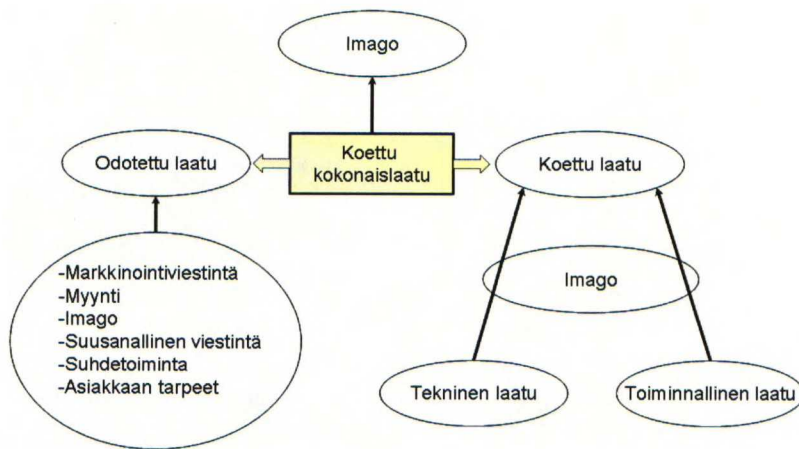 Imago
Odotettu laatu
Koettu
kokonaislaatu
Koettu laatu
-Markkinointiviestintä
-Myynti
-Imago
-Suusanallinen viestintä
-Suhdetoiminta
-Asiakkaan tarpeet
Imago
Tekninen laatu
Toiminnallinen laatu